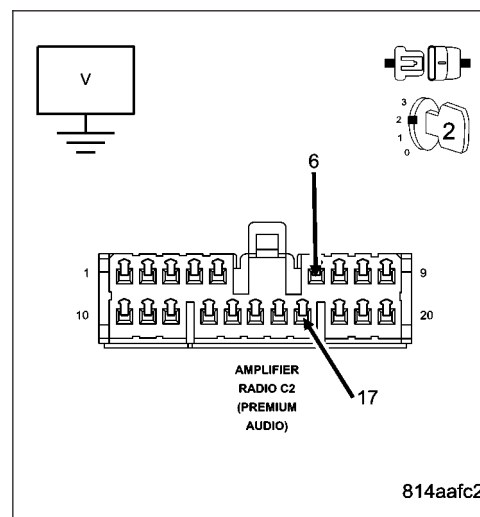 V
3
2
1
0
2
6
1
9
10
20
AMPLIFIER
RADIO C2
(PREMIUM
AUDIO)
17
814aafc2